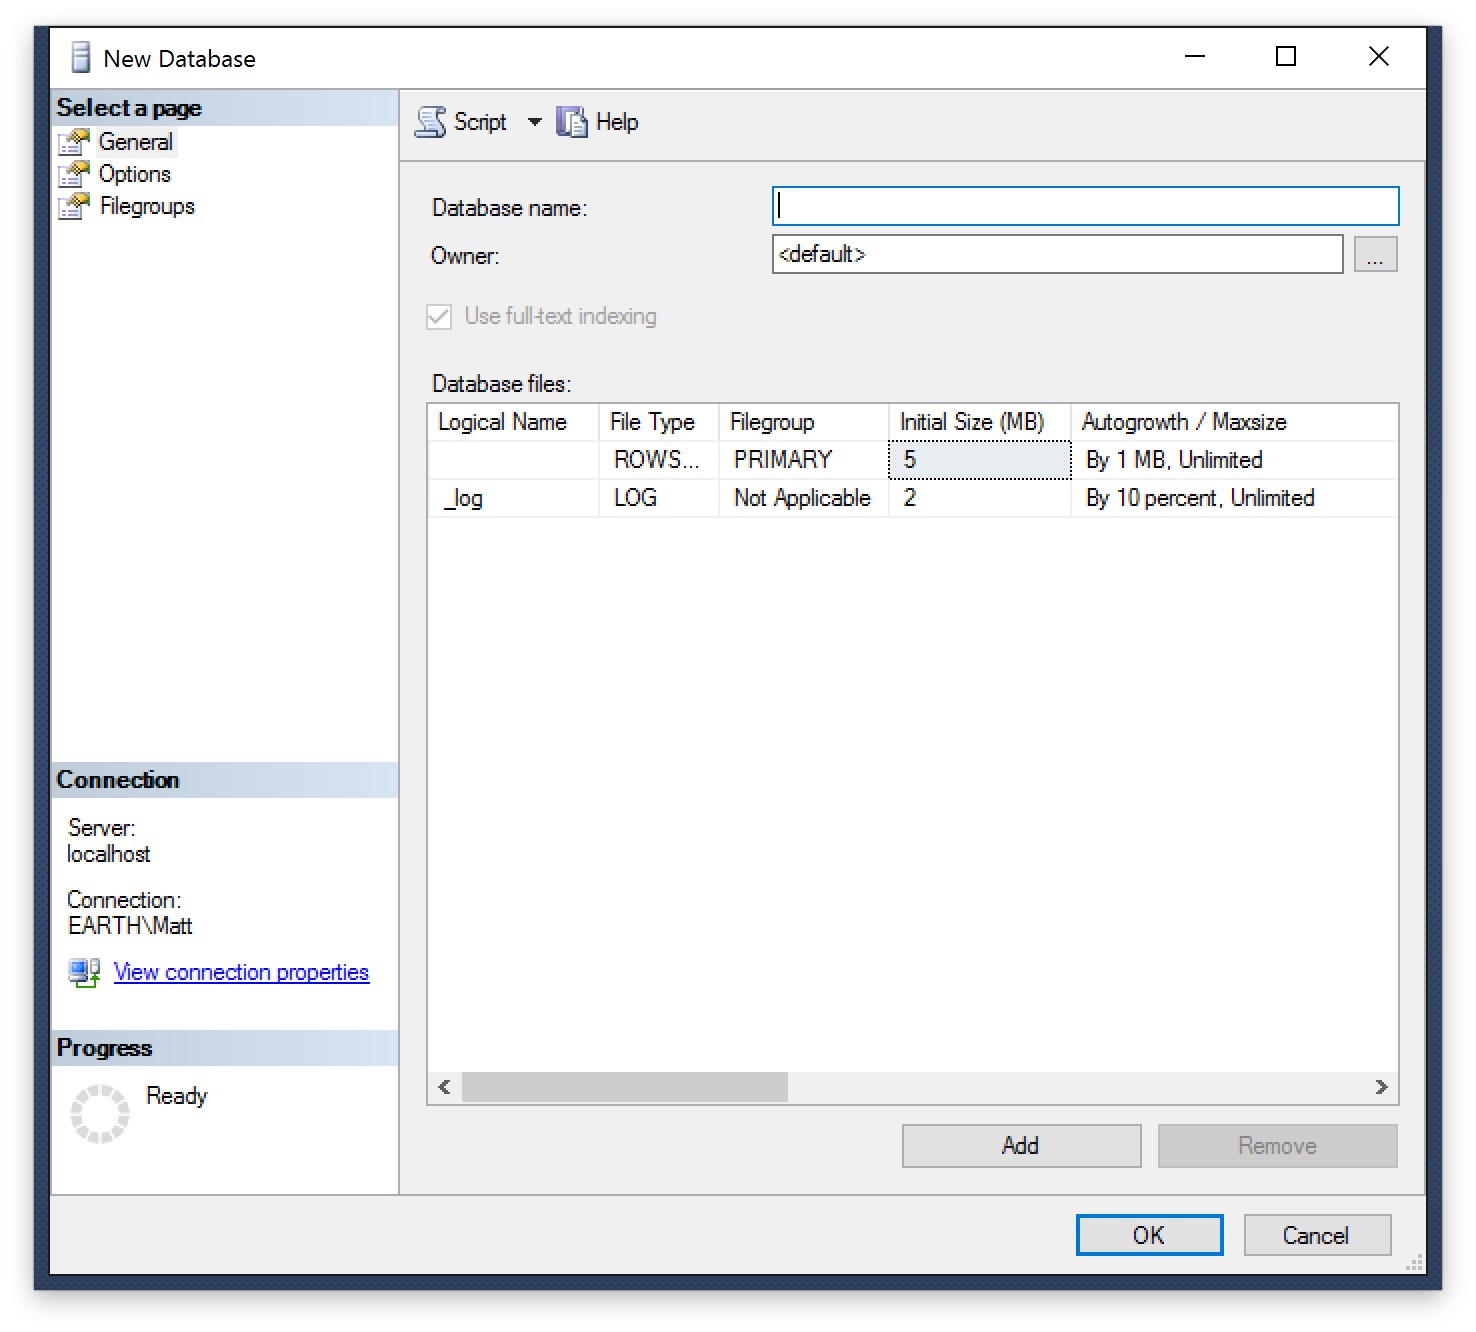 New Database
Select a page
General
Options
Filegroups
Script Help
Database name:
Owner: <default> ...
Use full-text indexing
Database files:
Logical Name File Type Filegroup Initial Size (MB) Autogrowth / Maxsize
ROWS... PRIMARY 5 By 1 MB, Unlimited
_log LOG Not Applicable 2 By 10 percent, Unlimited
Connection
Server:
localhost
Connection:
EARTH\Matt
View connection properties
Progress
Ready
Add Remove
OK Cancel